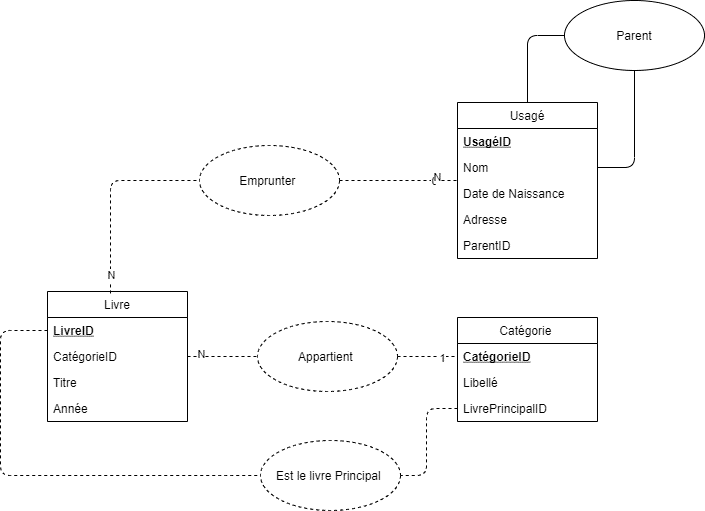 Parent
Usagé
UsagéID
Nom
Date de Naissance
Adresse
ParentID
Emprunter
N
N
Livre
LivreID
CatégorieID
Titre
Année
N
Appartient
1
Catégorie
CatégorieID
Libellé
LivrePrincipalID
Est le livre Principal